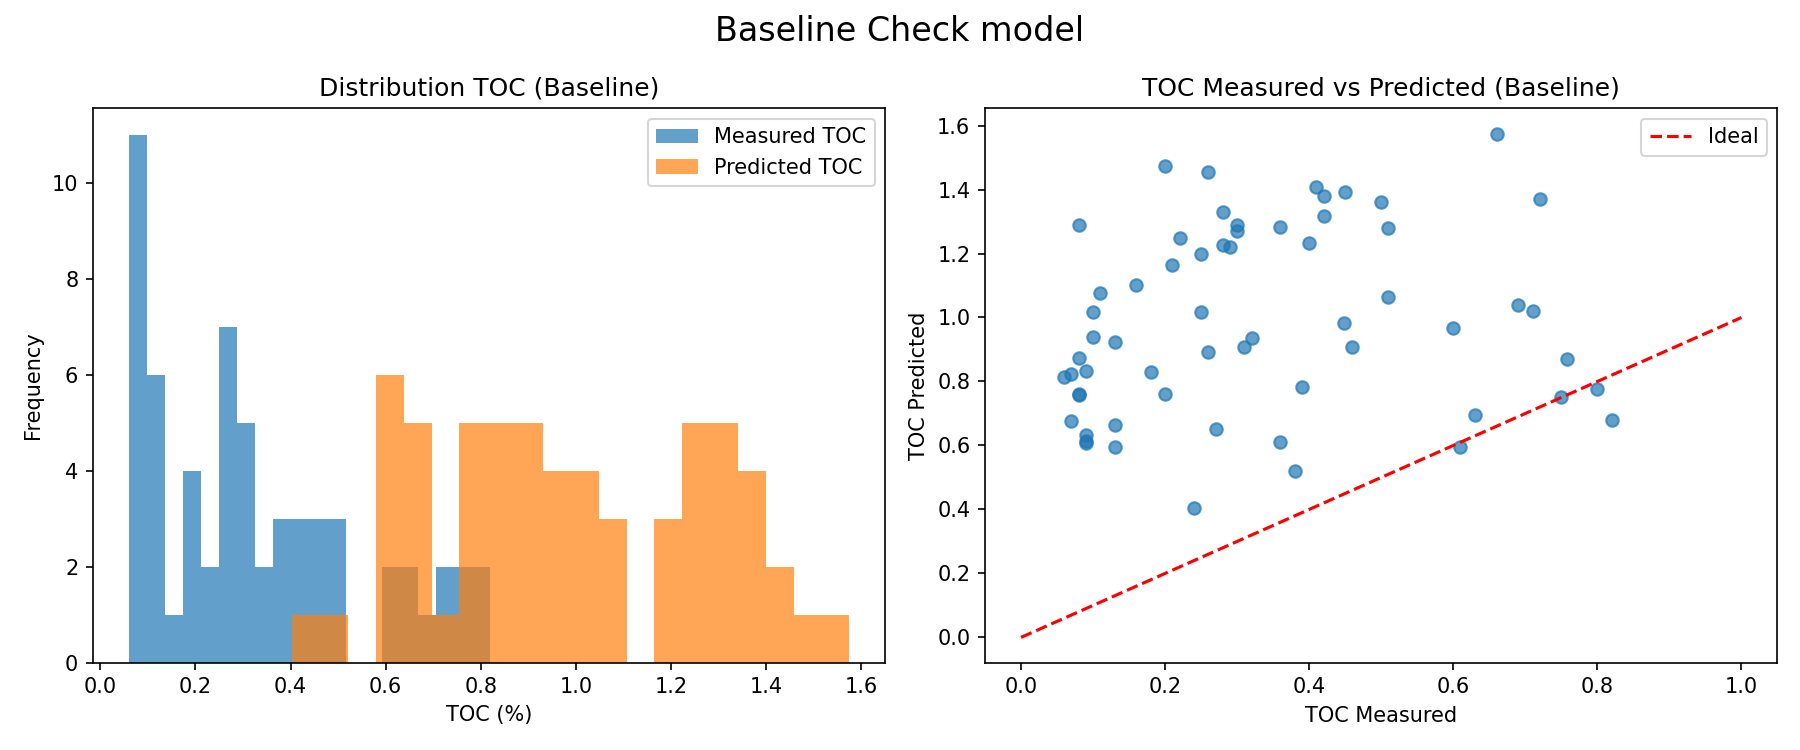 Baseline Check model
Distribution TOC (Baseline)
Measured TOC
Predicted TOC
Frequency
10
8
6
4
2
0
0.0 0.2 0.4 0.6 0.8 1.0 1.2 1.4 1.6
TOC (%)
TOC Measured vs Predicted (Baseline)
Ideal
TOC Predicted
1.6
1.4
1.2
1.0
0.8
0.6
0.4
0.2
0.0
0.0 0.2 0.4 0.6 0.8 1.0
TOC Measured